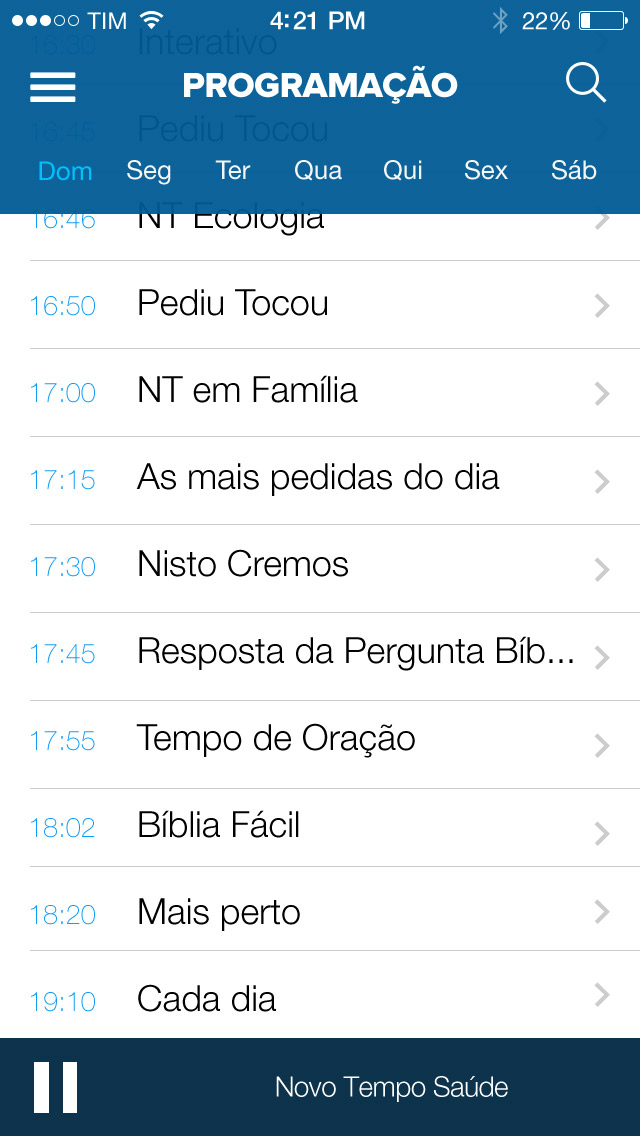 TIM 4:21 PM 22%
16:30 Interativo
PROGRAMAÇÃO
16:45 Pediu Tocou
Dom Seg Ter Qua Qui Sex Sáb
16:46 NT Ecologia
16:50 Pediu Tocou
17:00 NT em Família
17:15 As mais pedidas do dia
17:30 Nisto Cremos
17:45 Resposta da Pergunta Bíb...
17:55 Tempo de Oração
18:02 Bíblia Fácil
18:20 Mais perto
19:10 Cada dia
Novo Tempo Saúde